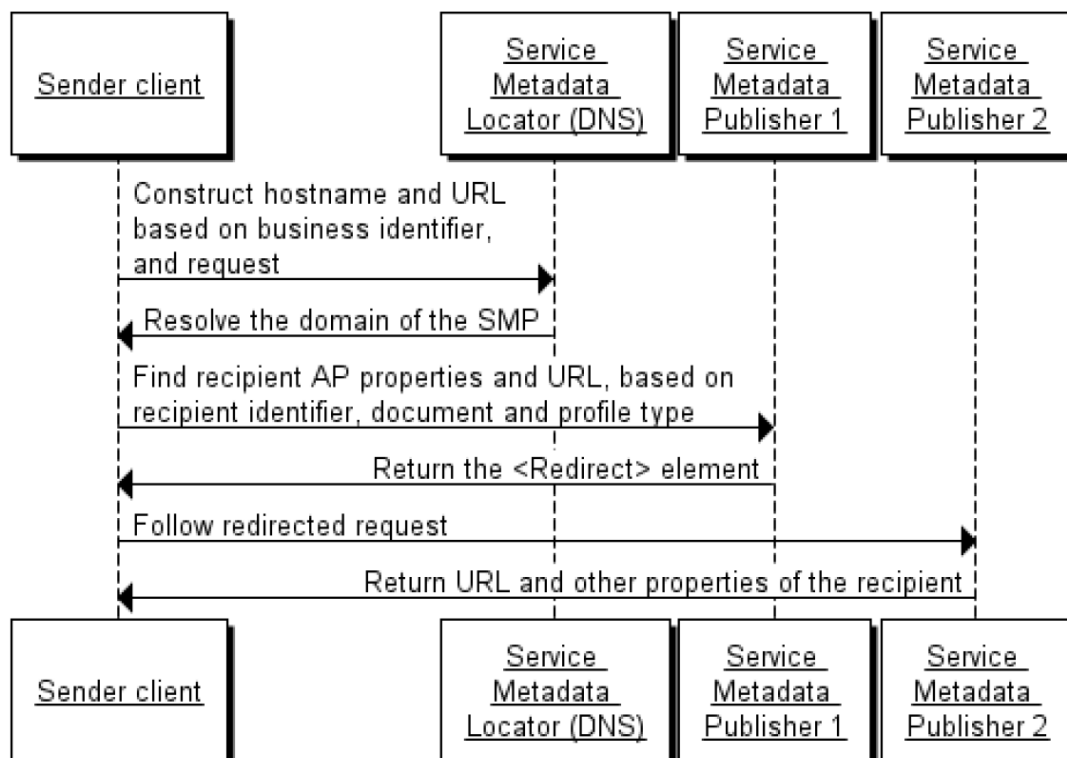 Sender client
Service
Metadata
Locator (DNS)
Service
Metadata
Publisher 1
Service
Metadata
Publisher 2
Construct hostname and URL
based on business identifier,
and request
Resolve the domain of the SMP
Find recipient AP properties and URL, based on
recipient identifier, document and profile type
Return the <Redirect> element
Follow redirected request
Return URL and other properties of the recipient
Sender client
Service
Metadata
Locator (DNS)
Service
Metadata
Publisher 1
Service
Metadata
Publisher 2